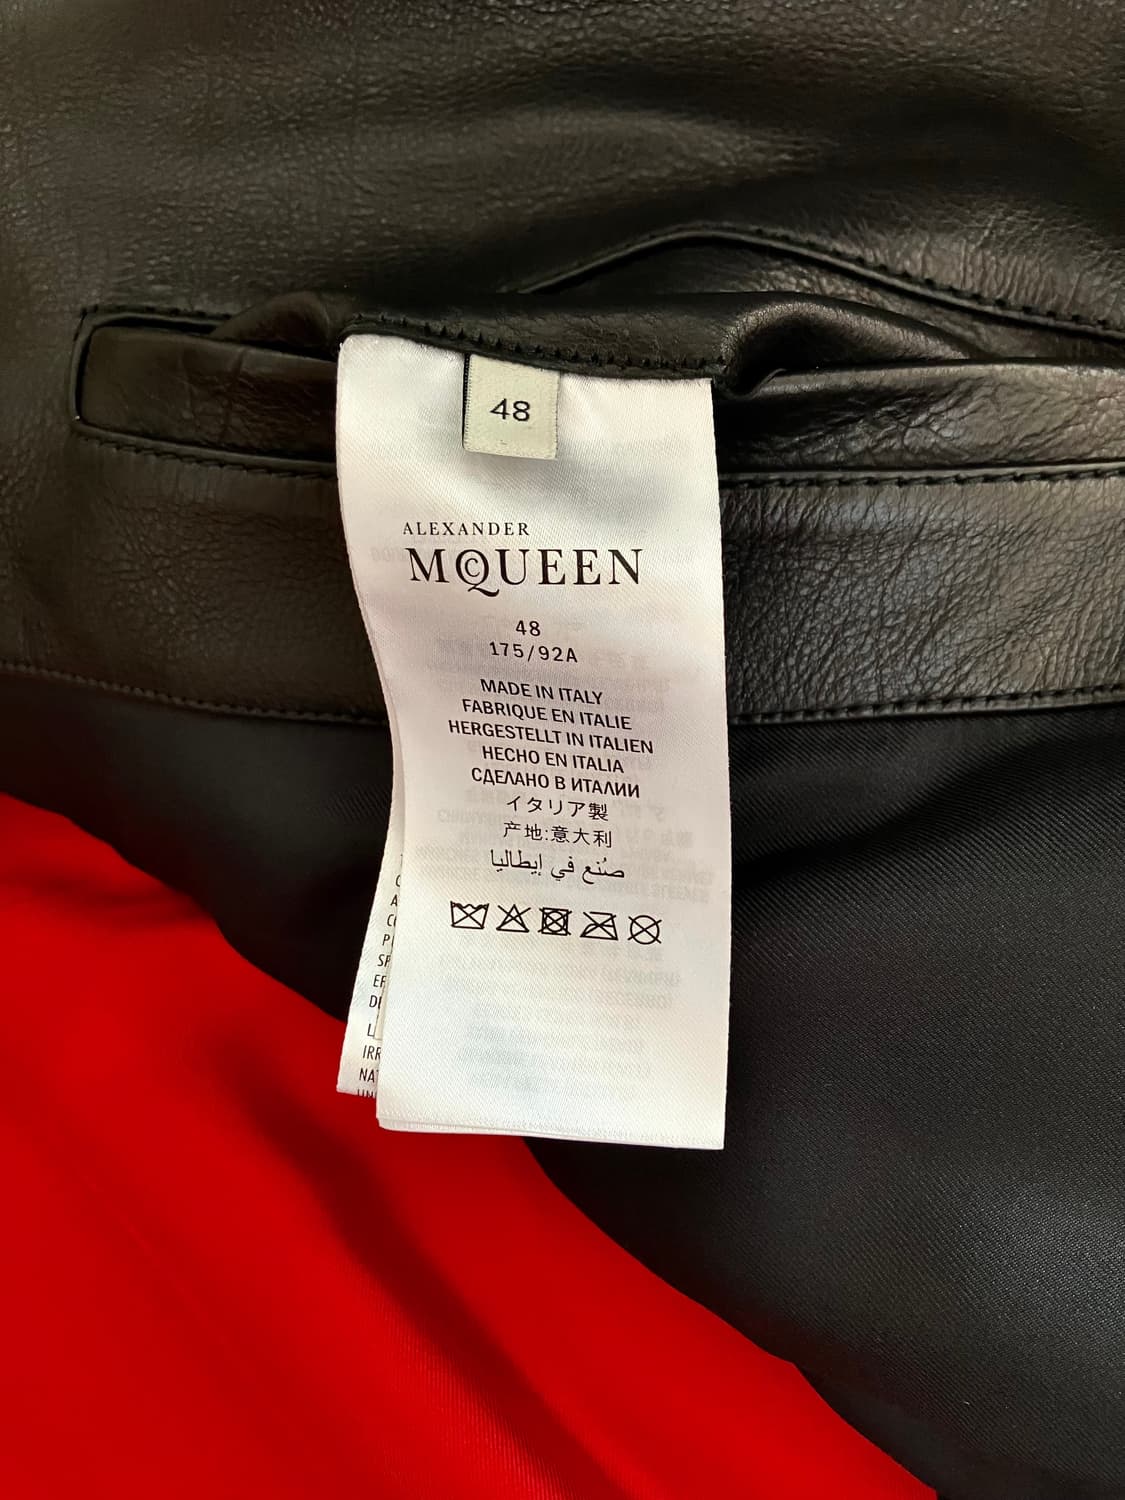 48
ALEXANDER
McQUEEN
48
175/92A
MADE IN ITALY
FABRIQUE EN ITALIE
HERGESTELLT IN ITALIEN
HECHO EN ITALIA
СДЕЛАНО В ИТАЛИИ
イタリア製
产地:意大利
صُنع في إيطاليا